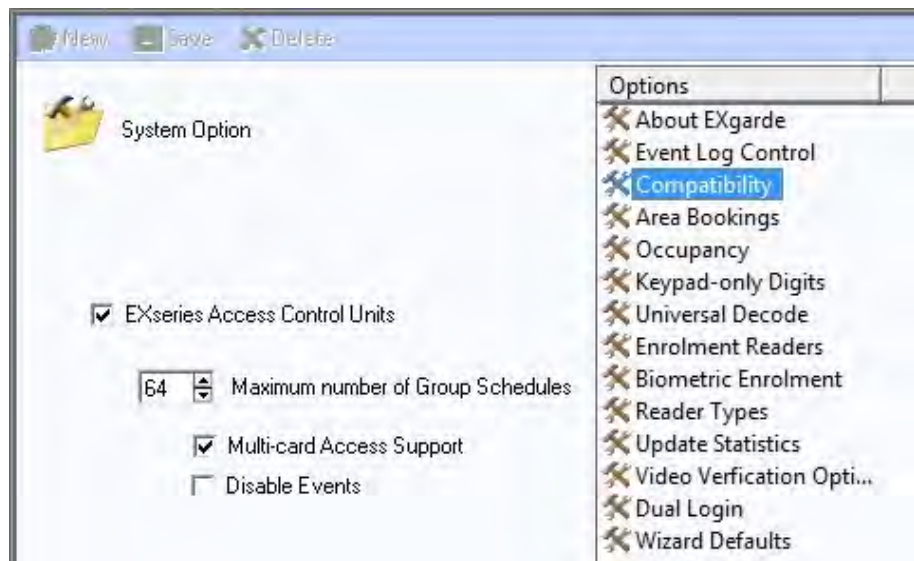 New Save Delete
System Option
EXseries Access Control Units
64 Maximum number of Group Schedules
Multi-card Access Support
Disable Events
Options
About EXgarde
Event Log Control
Compatibility
Area Bookings
Occupancy
Keypad-only Digits
Universal Decode
Enrolment Readers
Biometric Enrolment
Reader Types
Update Statistics
Video Verfication Opti...
Dual Login
Wizard Defaults